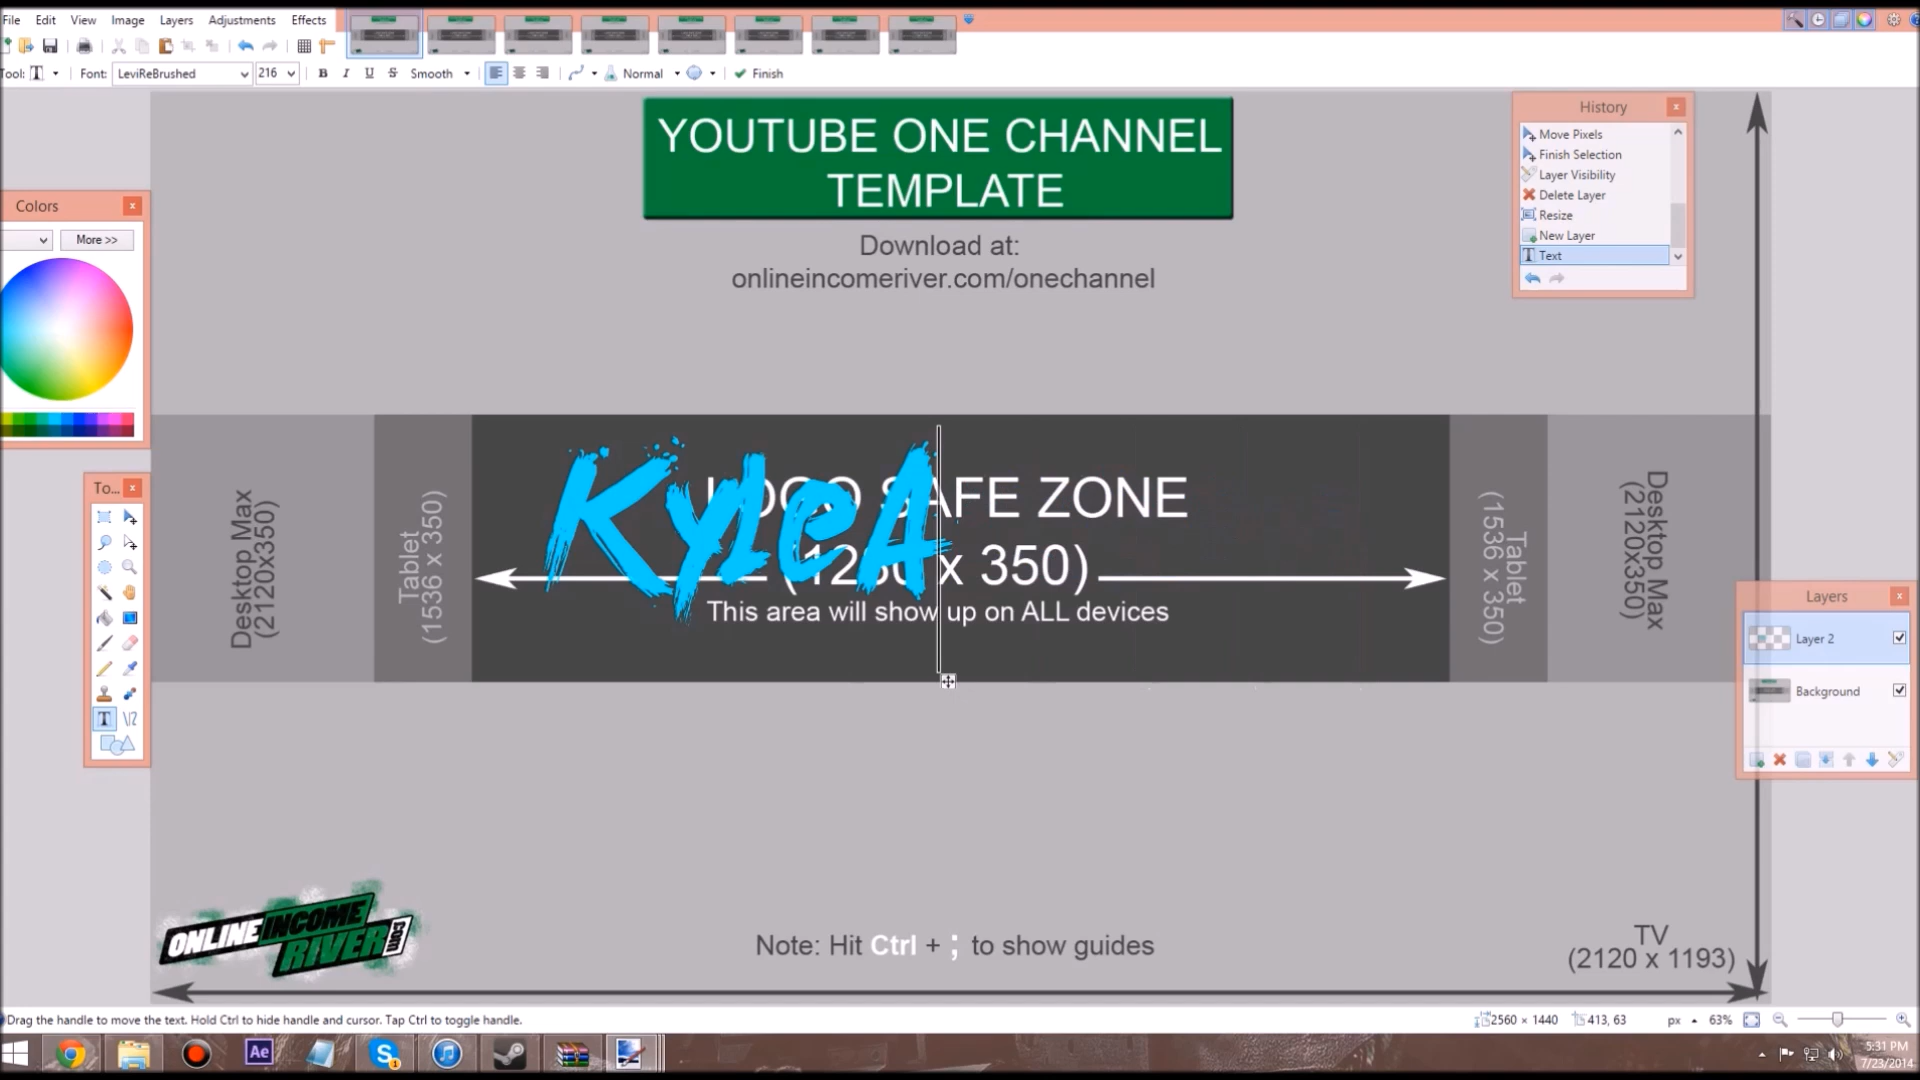 File Edit View Image Layers Adjustments Effects
Tool: T Font: LeviReBrushed 216 B I U S Smooth Normal Finish
YOUTUBE ONE CHANNEL
TEMPLATE
Download at:
onlineincomeriver.com/onechannel
History
Move Pixels
Finish Selection
Layer Visibility
Delete Layer
Resize
New Layer
Text
Colors
More >>
To...
Desktop Max
(2120x350)
Tablet
(1536 x 350)
KyleA
LOGO SAFE ZONE
(1280 x 350)
This area will show up on ALL devices
Tablet
(1536 x 350)
Desktop Max
(2120x350)
Layers
Layer 2
Background
ONLINE INCOME
RIVER .com
Note: Hit Ctrl + ; to show guides
TV
(2120 x 1193)
Drag the handle to move the text. Hold Ctrl to hide handle and cursor. Tap Ctrl to toggle handle.
2560 × 1440 413, 63 px 63%
Ae
5:31 PM
7/23/2014